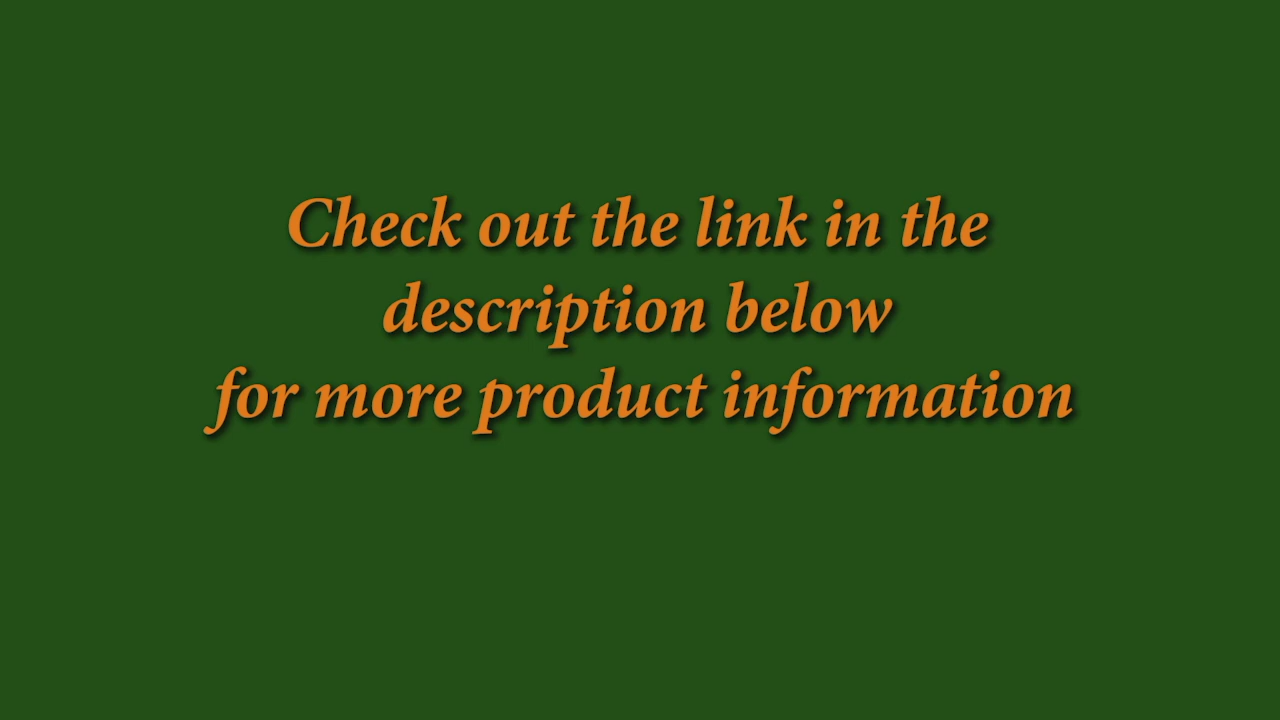 Check out the link in the
description below
for more product information